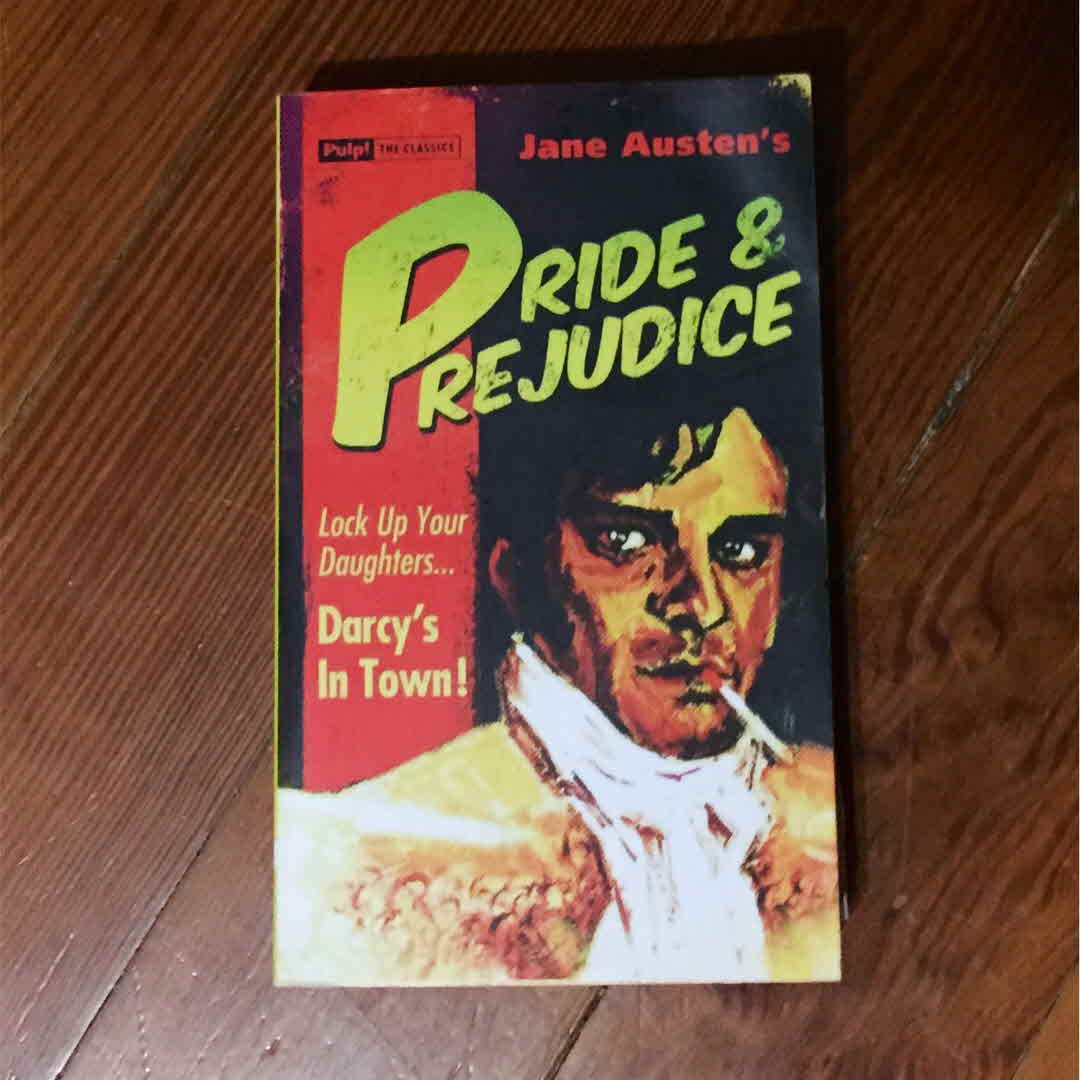 Pulp! THE CLASSICS
Jane Austen's
PRIDE &
PREJUDICE
Lock Up Your
Daughters...
Darcy's
In Town!